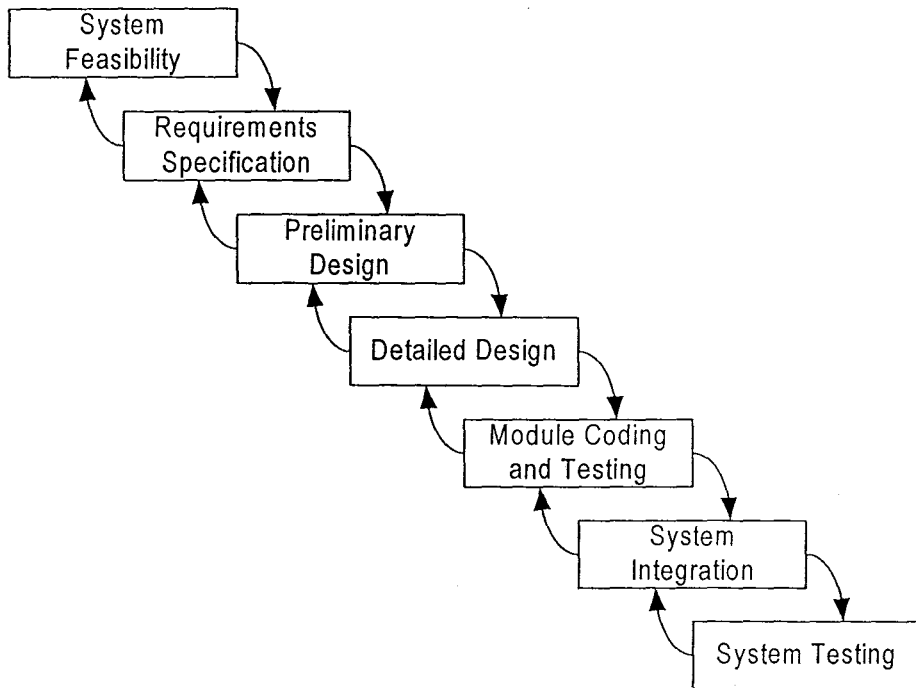 System
Feasibility
Requirements
Specification
Preliminary
Design
Detailed Design
Module Coding
and Testing
System
Integration
System Testing